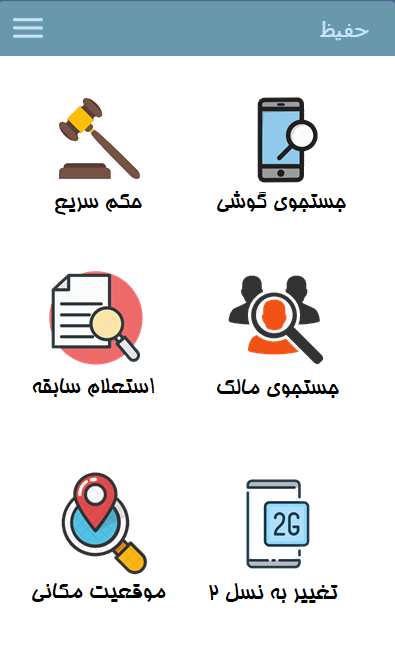 حفیظ
جستجوی گوشی
حکم سریع
جستجوی مالک
استعلام سابقه
2G
تغییر به نسل ۲
موقعیت مکانی